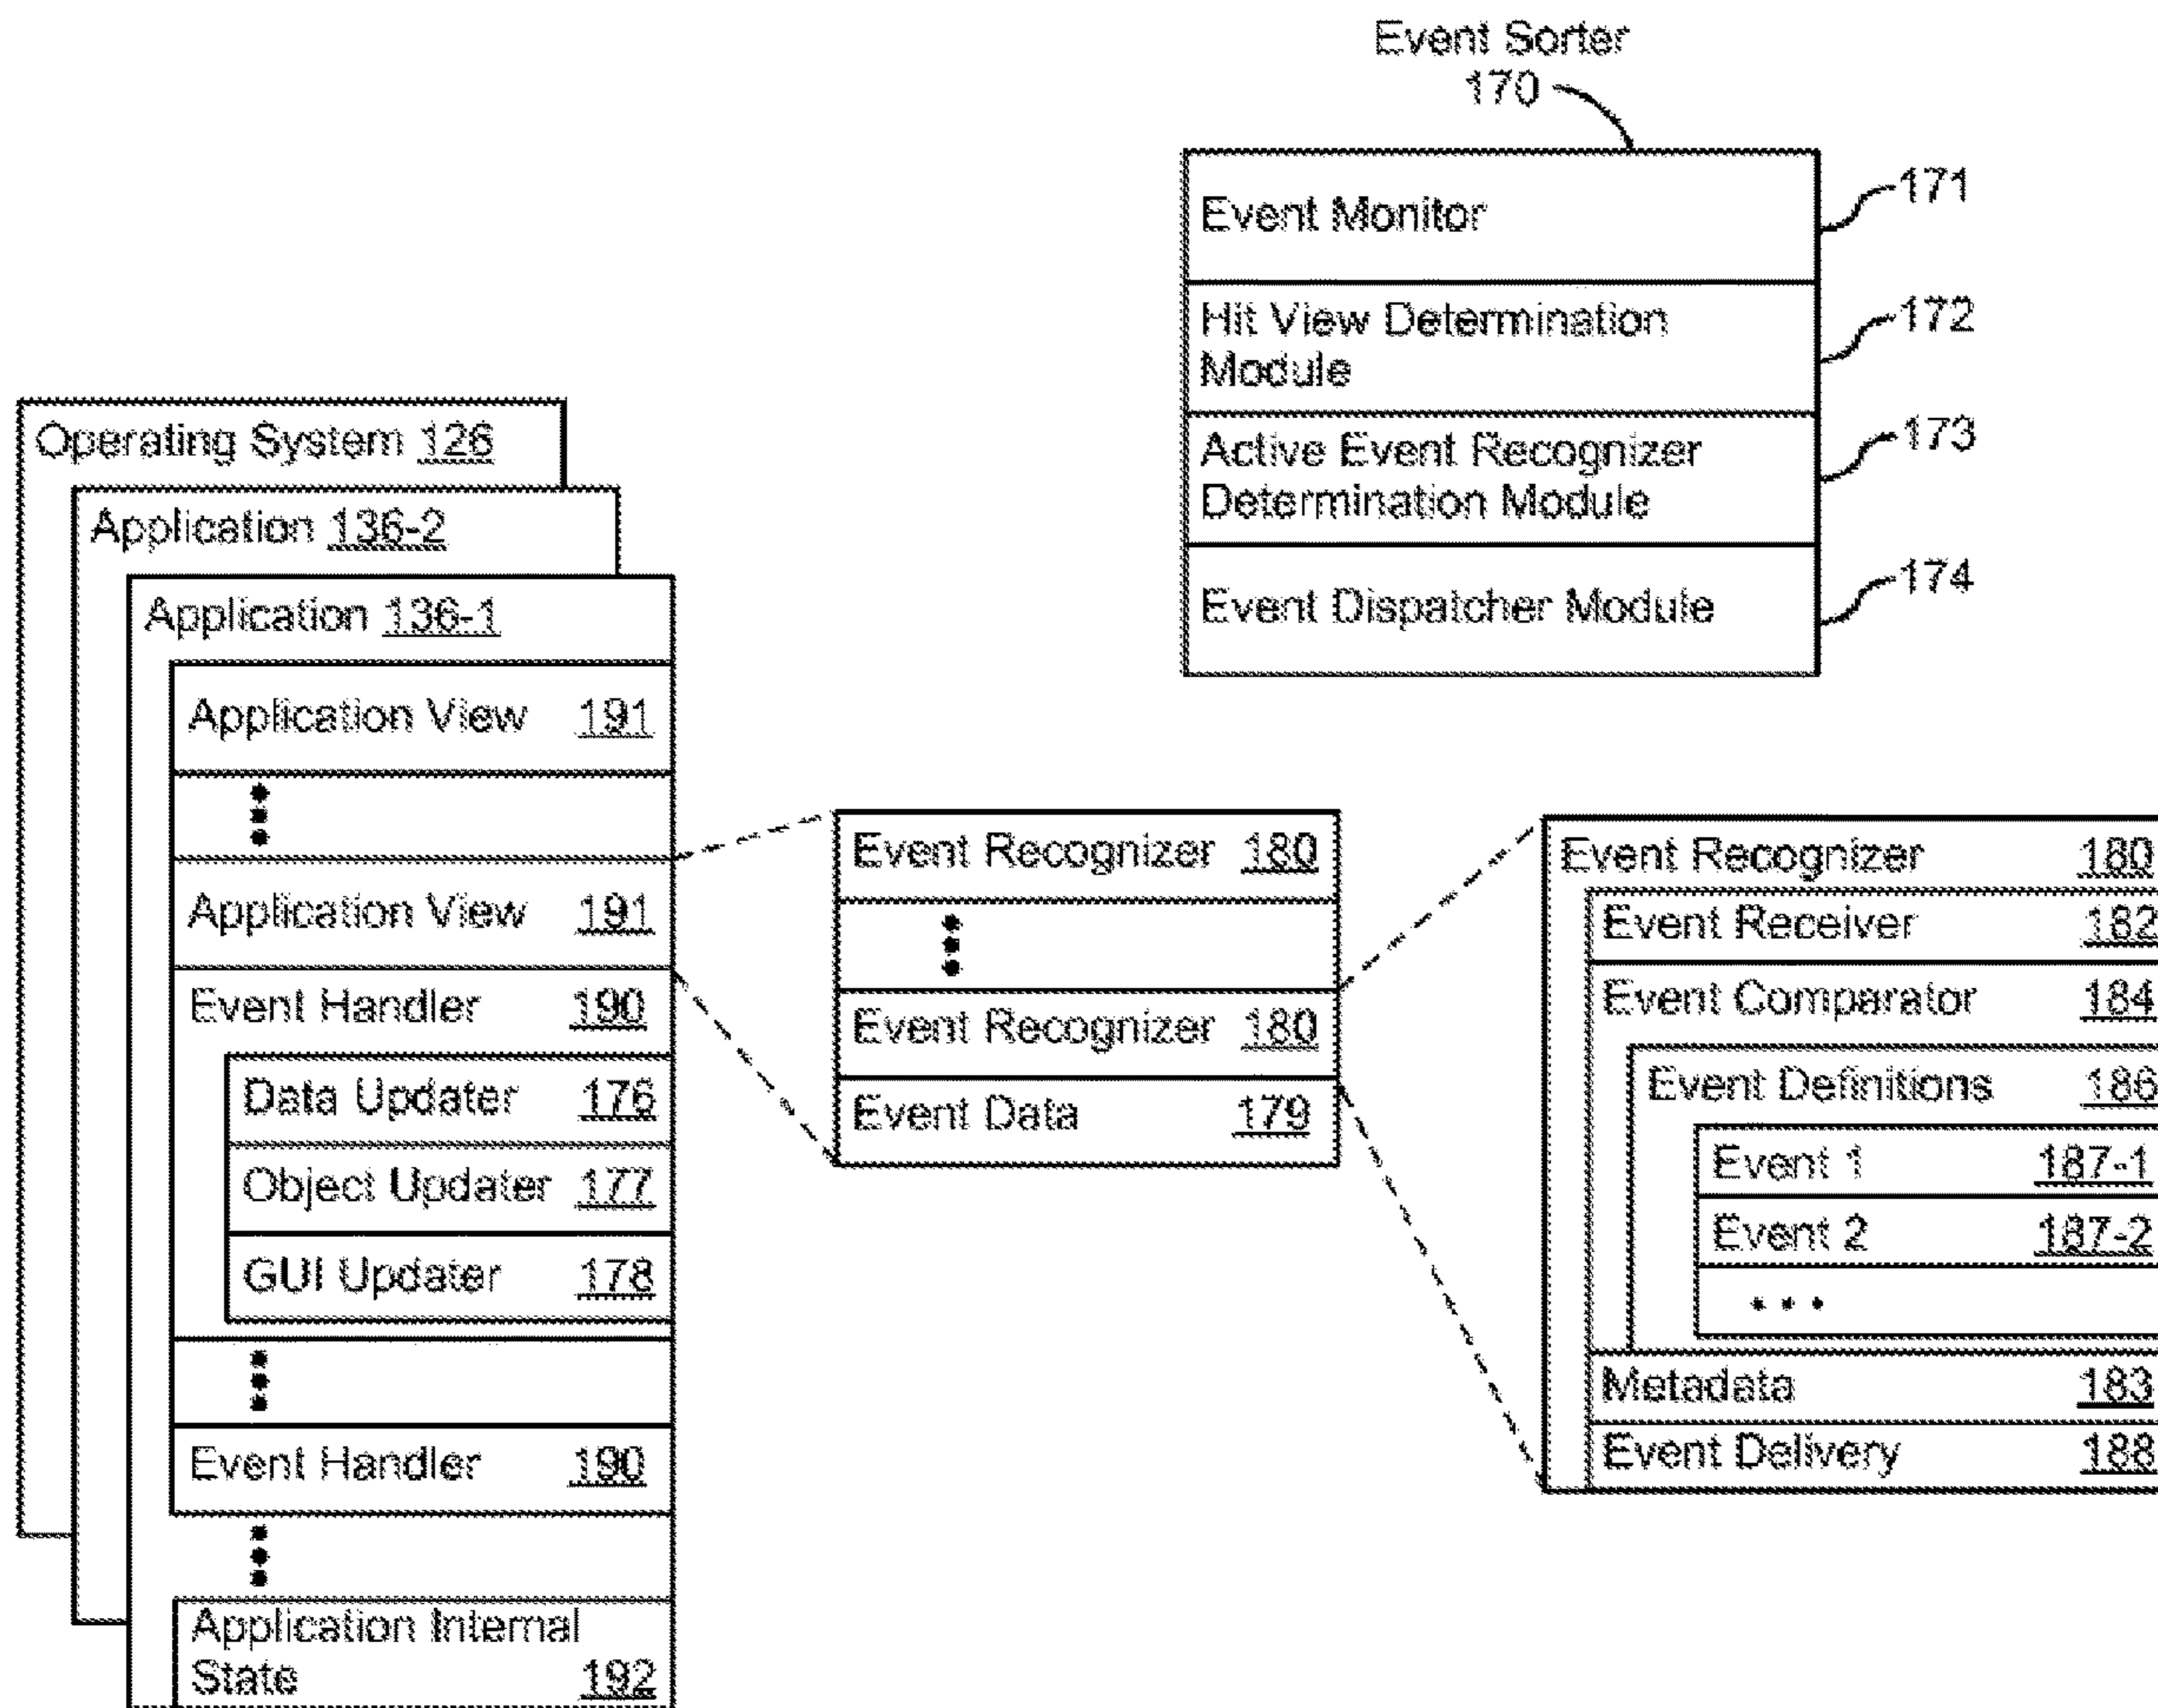 Event Sorter
170
Event Monitor
171
Hit View Determination
Module
172
Active Event Recognizer
Determination Module
173
Event Dispatcher Module
174
Operating System 126
Application 136-2
Application 136-1
Application View 191
Application View 191
Event Handler 190
Data Updater 176
Object Updater 177
GUI Updater 178
Event Handler 190
Application Internal
State 192
Event Recognizer 180
Event Recognizer 180
Event Data 179
Event Recognizer 180
Event Receiver 182
Event Comparator 184
Event Definitions 186
Event 1 187-1
Event 2 187-2
Metadata 183
Event Delivery 188